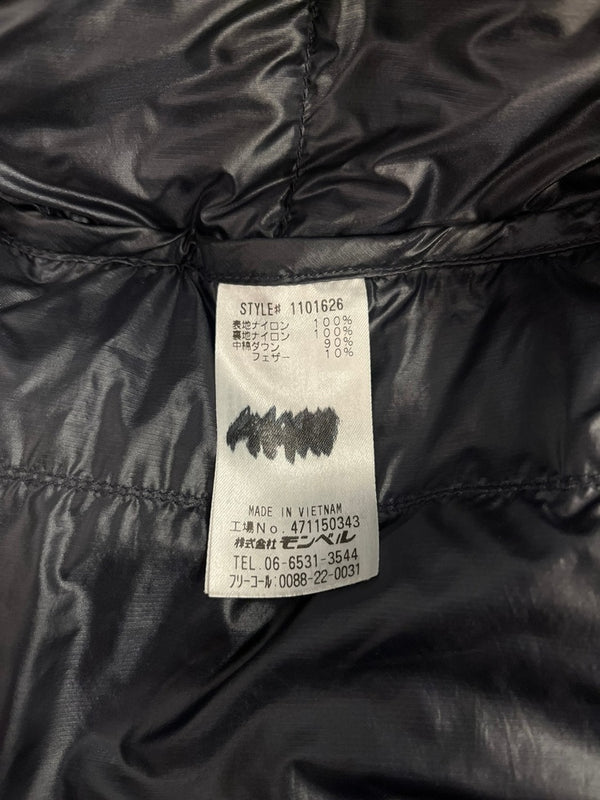 STYLE# 1101626
表地ナイロン 100%
裏地ナイロン 100%
中綿ダウン 90%
フェザー 10%
MADE IN VIETNAM
工場No. 471150343
株式会社 モンベル
TEL. 06-6531-3544
フリーコール: 0088-22-0031